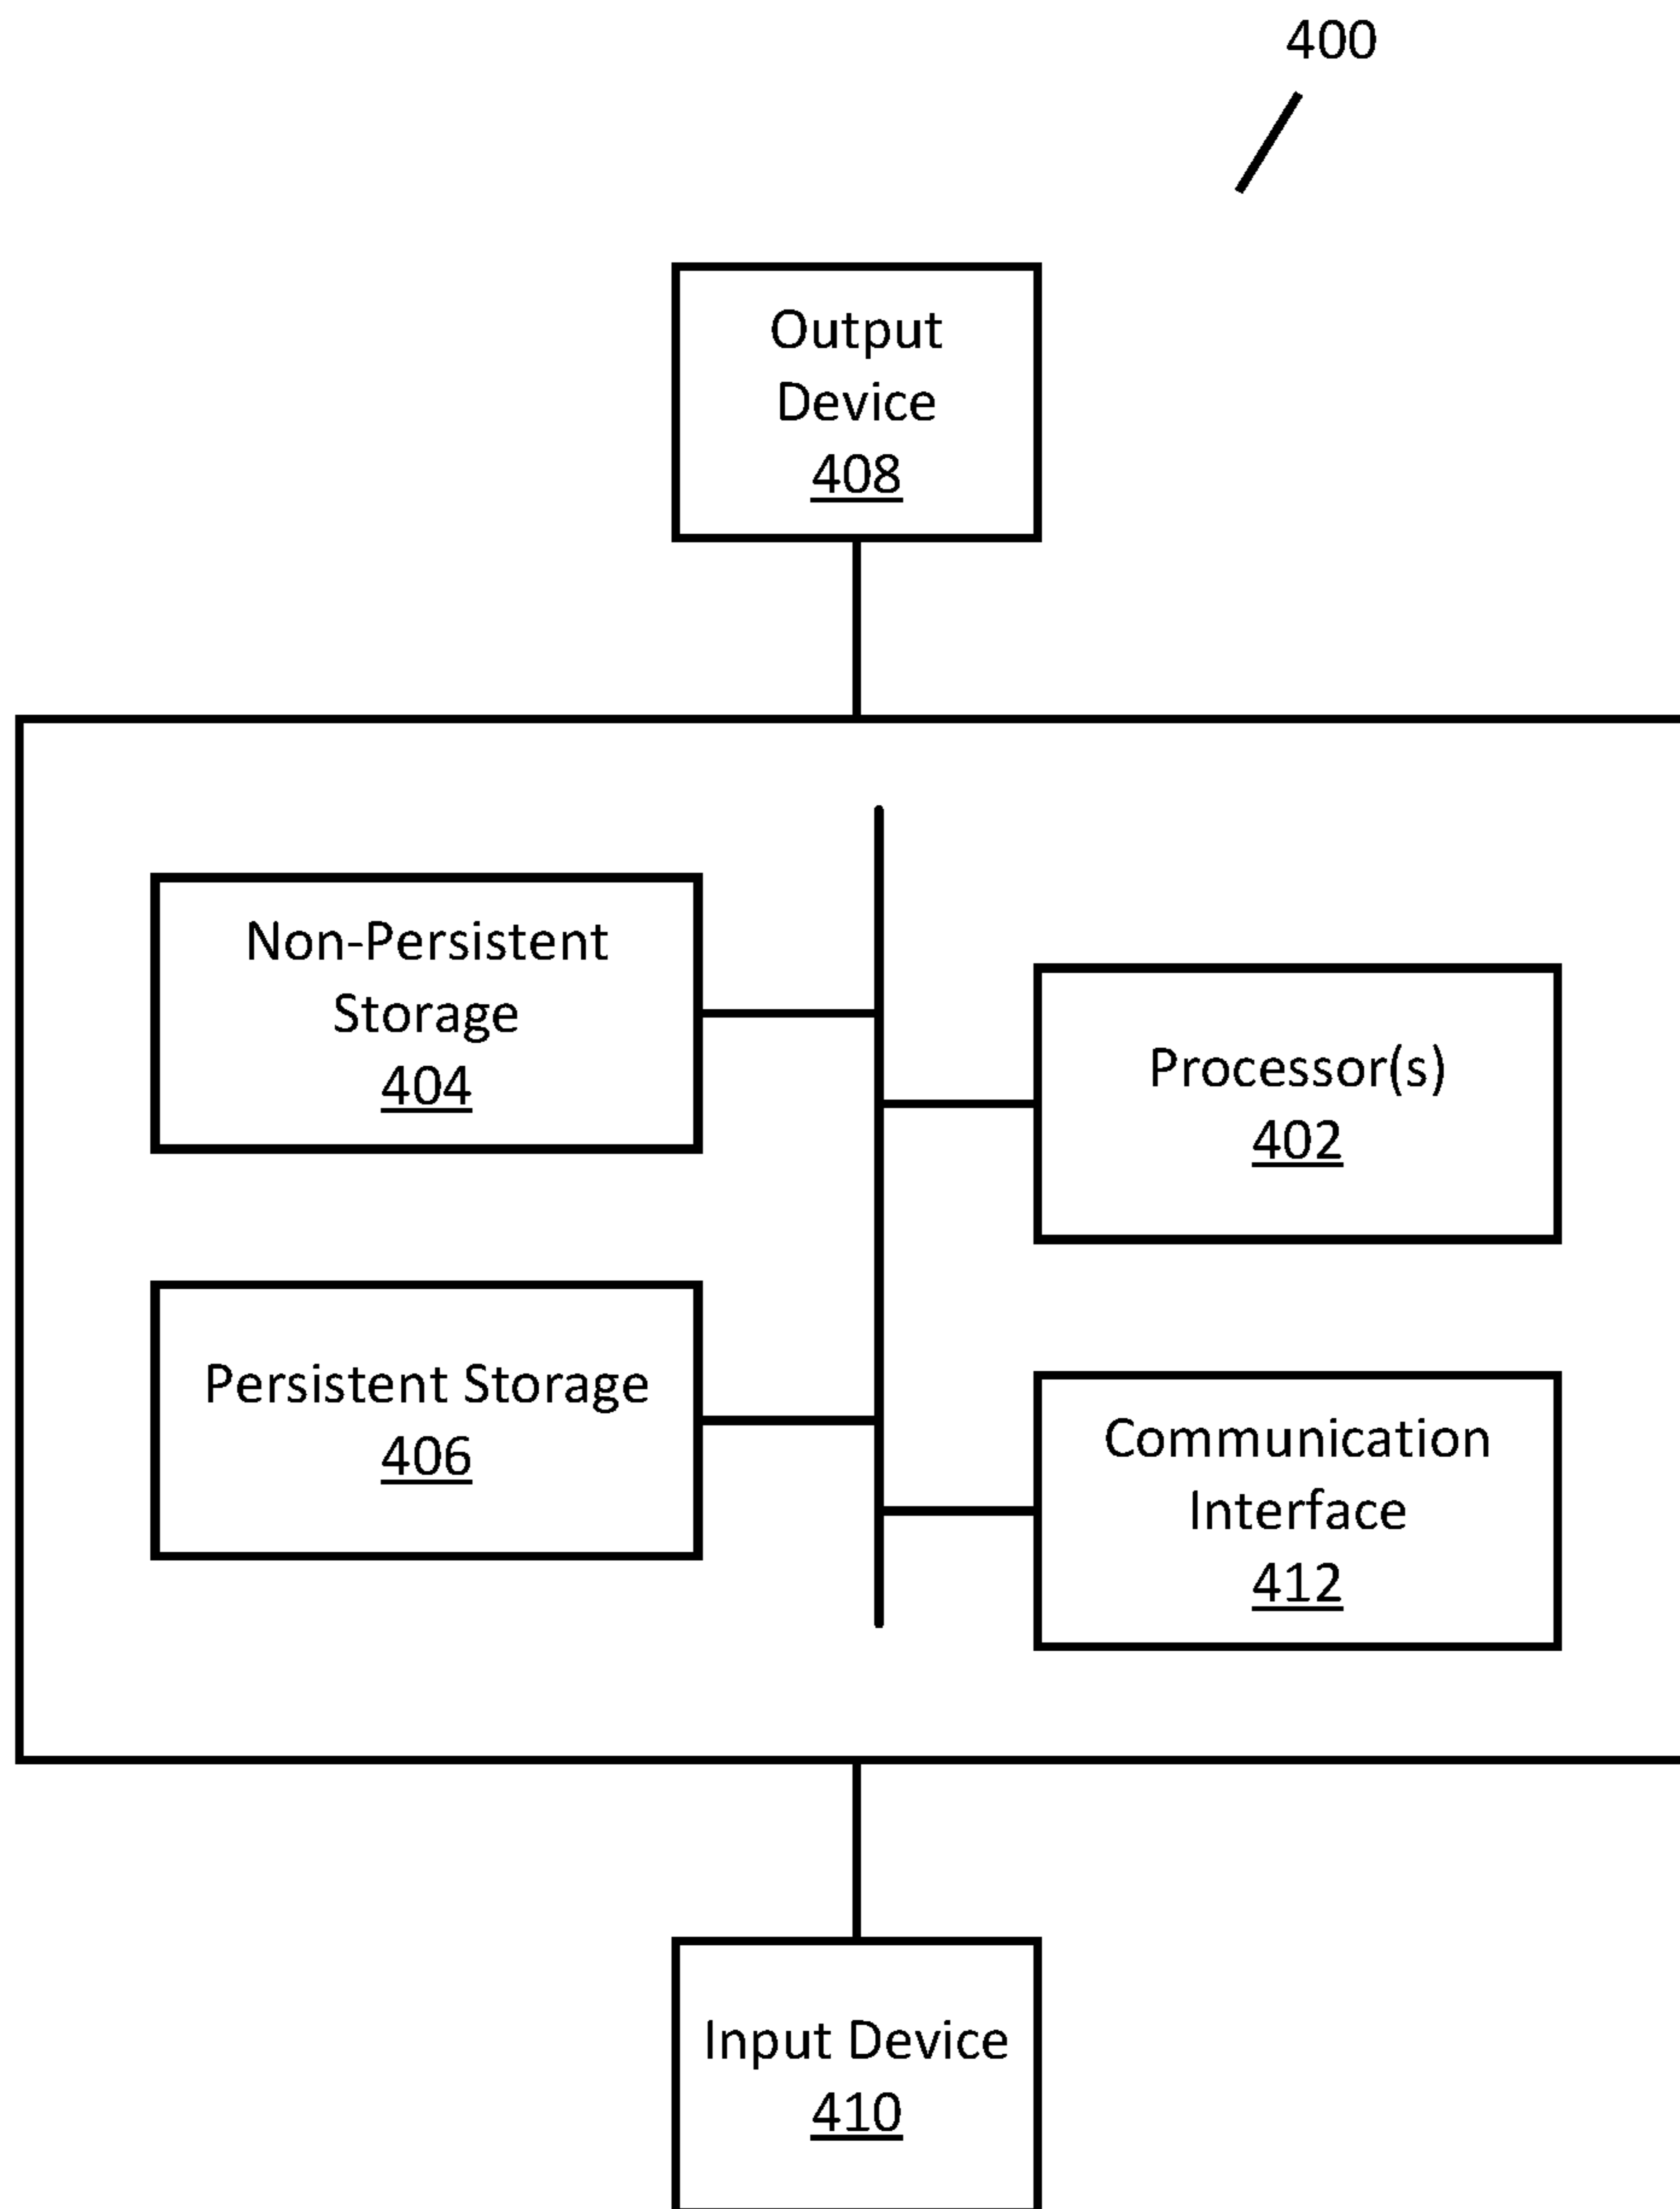 400
Output
Device
408
Non-Persistent
Storage
404
Processor(s)
402
Persistent Storage
406
Communication
Interface
412
Input Device
410